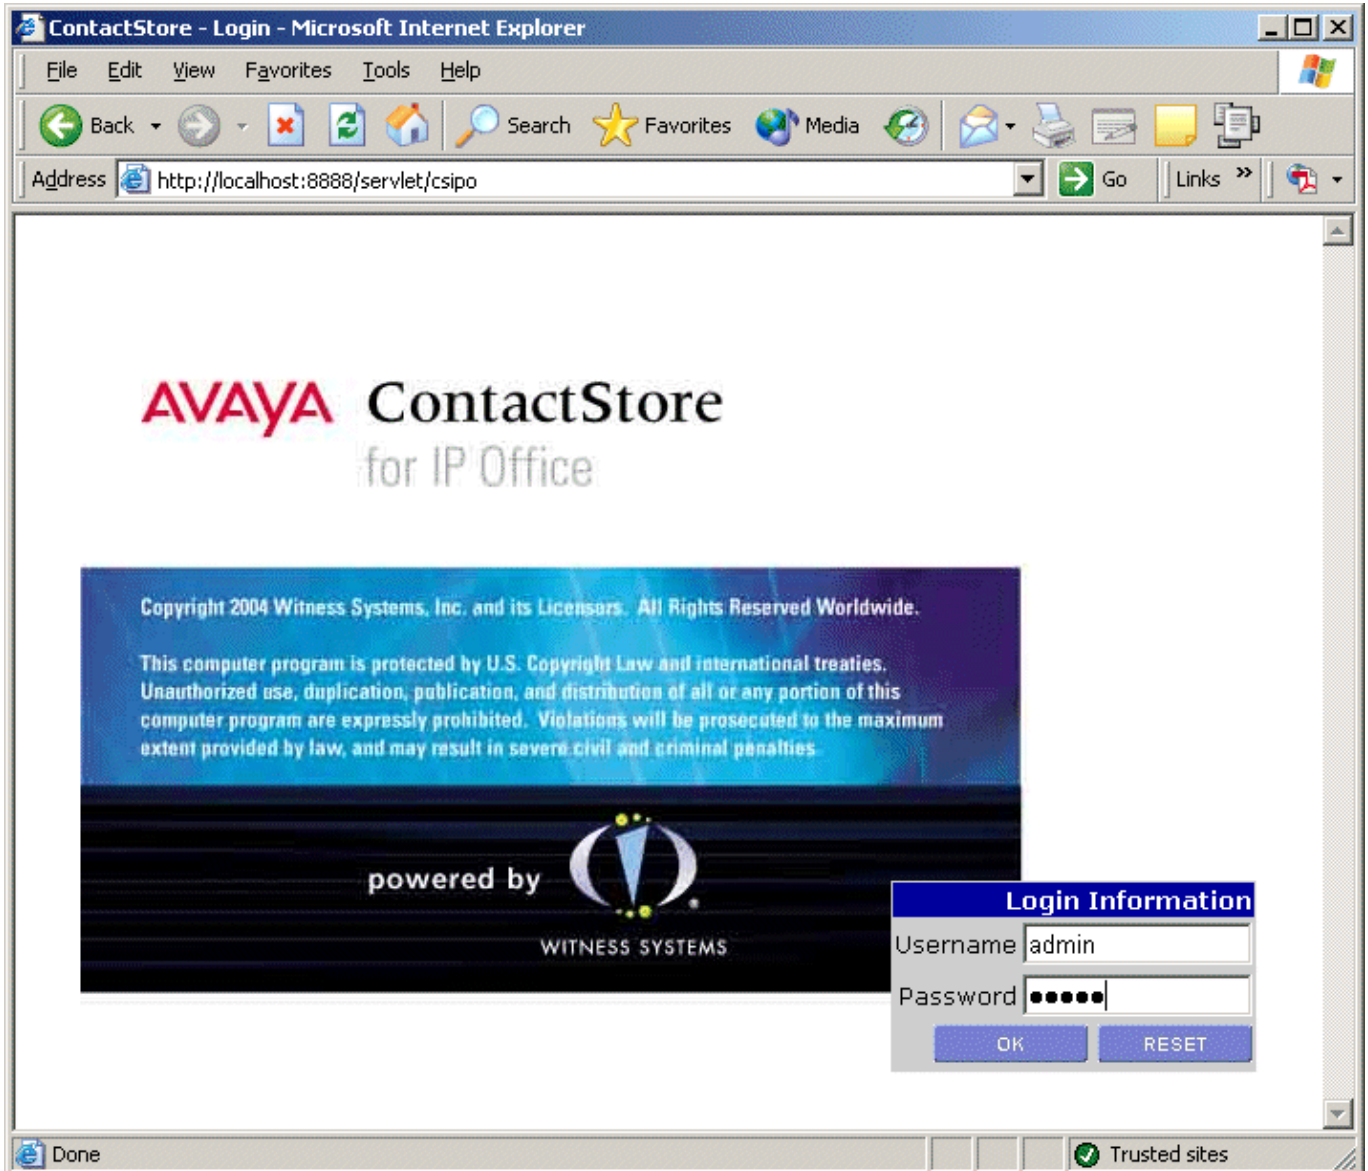 ContactStore - Login - Microsoft Internet Explorer
File Edit View Favorites Tools Help
Back Search Favorites Media
Address http://localhost:8888/servlet/csipo Go Links »
AVAYA ContactStore
for IP Office
Copyright 2004 Witness Systems, Inc. and its Licensors. All Rights Reserved Worldwide.
This computer program is protected by U.S. Copyright Law and international treaties.
Unauthorized use, duplication, publication, and distribution of all or any portion of this
computer program are expressly prohibited. Violations will be prosecuted to the maximum
extent provided by law, and may result in severe civil and criminal penalties
powered by
WITNESS SYSTEMS
Login Information
Username admin
Password •••••
OK RESET
Done Trusted sites